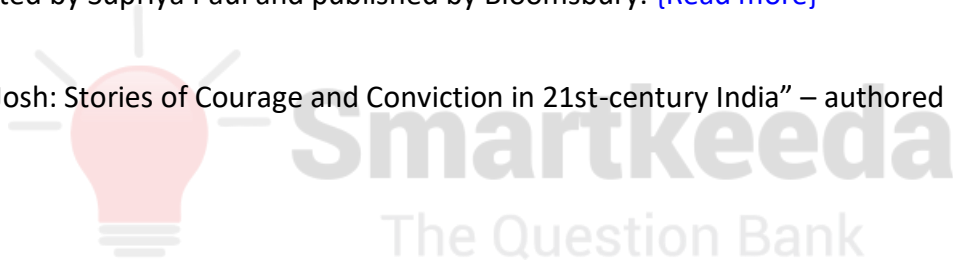 ted by Supriya Paul and published by Bloomsbury. {Read more}
Josh: Stories of Courage and Conviction in 21st-century India” – authored
Smartkeeda
The Question Bank